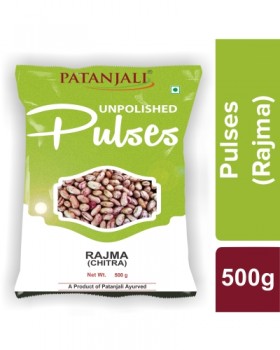 PATANJALI®
UNPOLISHED
Pulses
RAJMA
(CHITRA)
Net Wt. 500 g
A Product of Patanjali Ayurved
Pulses
(Rajma)
500g